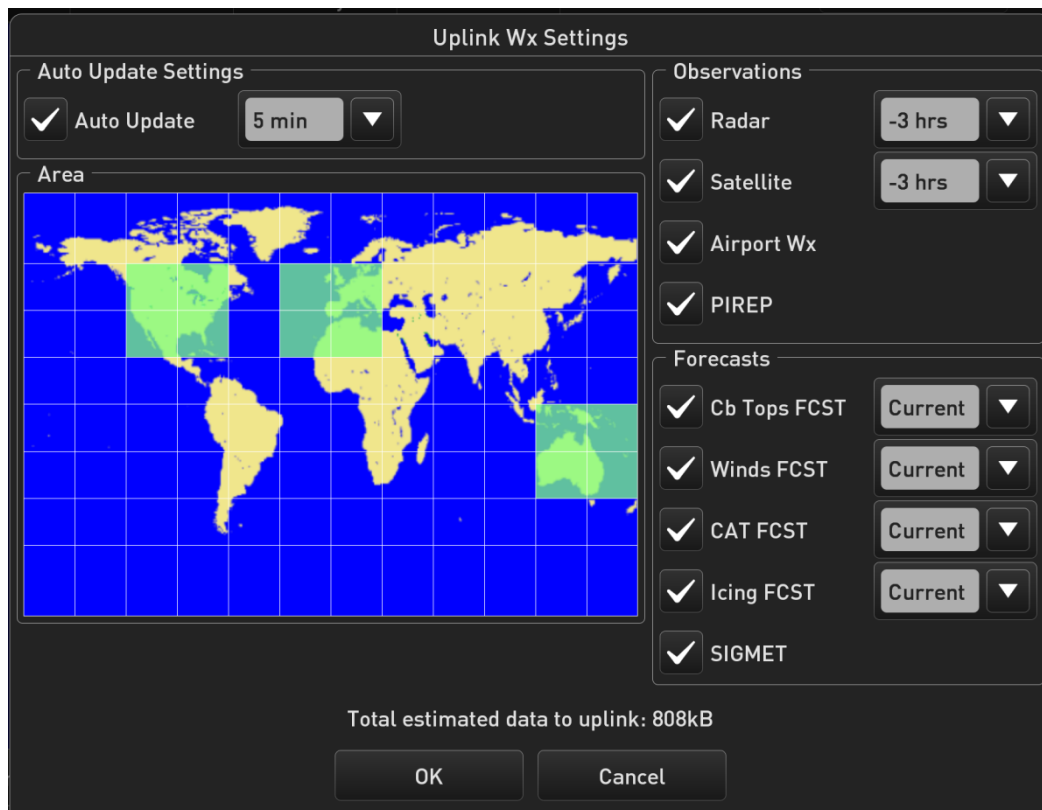 Uplink Wx Settings
Auto Update Settings
Auto Update
5 min
Area
Observations
Radar
-3 hrs
Satellite
-3 hrs
Airport Wx
PIREP
Forecasts
Cb Tops FCST
Current
Winds FCST
Current
CAT FCST
Current
Icing FCST
Current
SIGMET
Total estimated data to uplink: 808kB
OK
Cancel